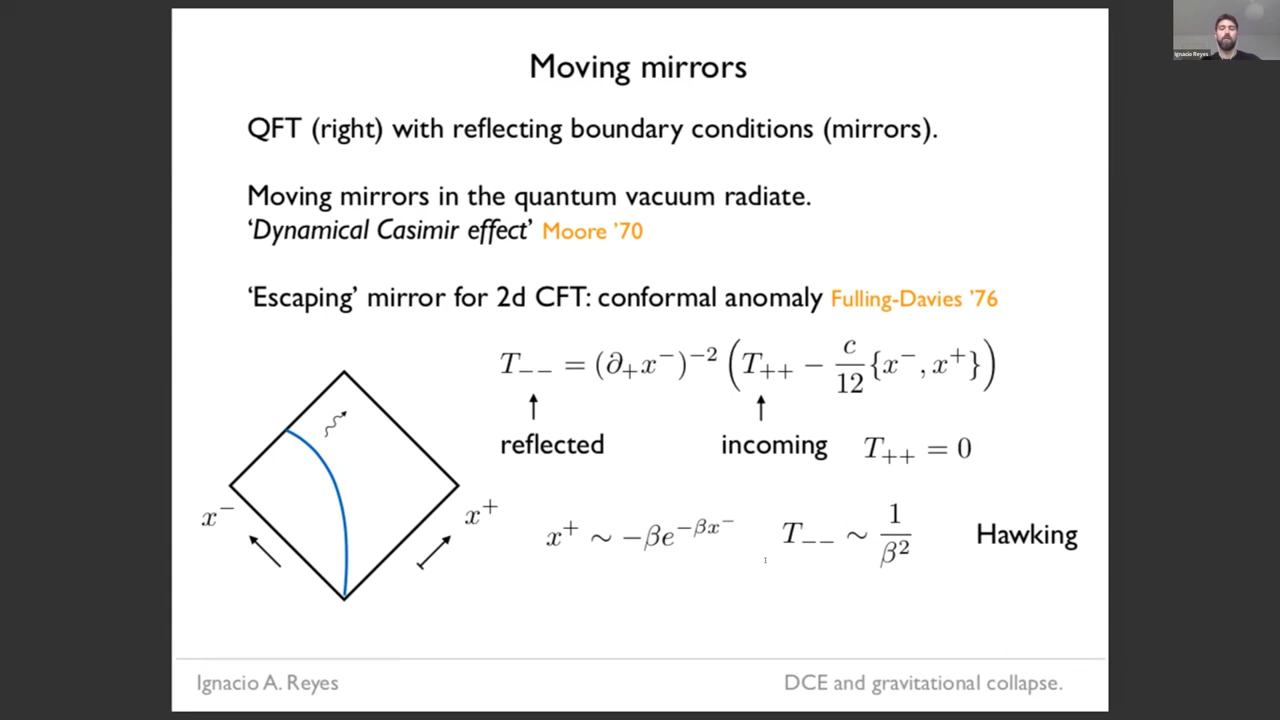 Moving mirrors
Ignacio Reyes
QFT (right) with reflecting boundary conditions (mirrors).
Moving mirrors in the quantum vacuum radiate.
‘Dynamical Casimir effect’ Moore ’70
‘Escaping’ mirror for 2d CFT: conformal anomaly Fulling-Davies ’76
T₋₋ = (∂₊x⁻)⁻² (T₊₊ − c/12 {x⁻, x⁺})
reflected incoming T₊₊ = 0
x⁻ x⁺
x⁺ ∼ −βe^{−βx⁻} T₋₋ ∼ 1/β² Hawking
Ignacio A. Reyes DCE and gravitational collapse.